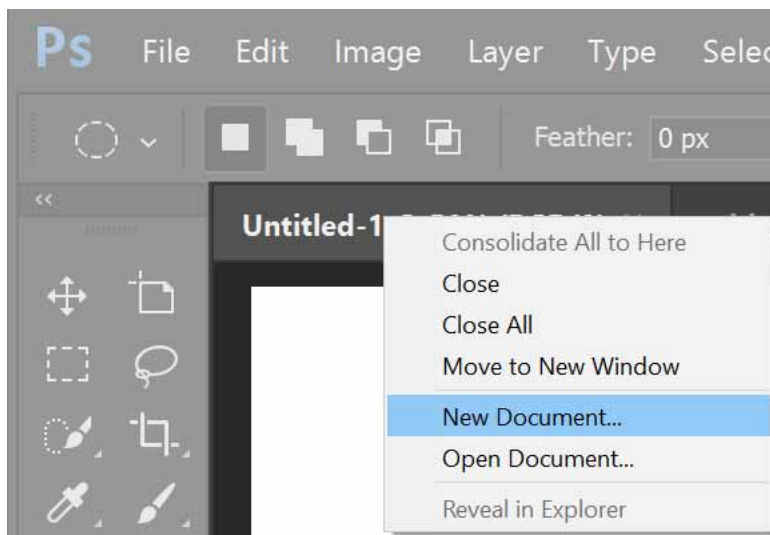 Ps File Edit Image Layer Type Selec
Feather: 0 px
Untitled-1
Consolidate All to Here
Close
Close All
Move to New Window
New Document...
Open Document...
Reveal in Explorer